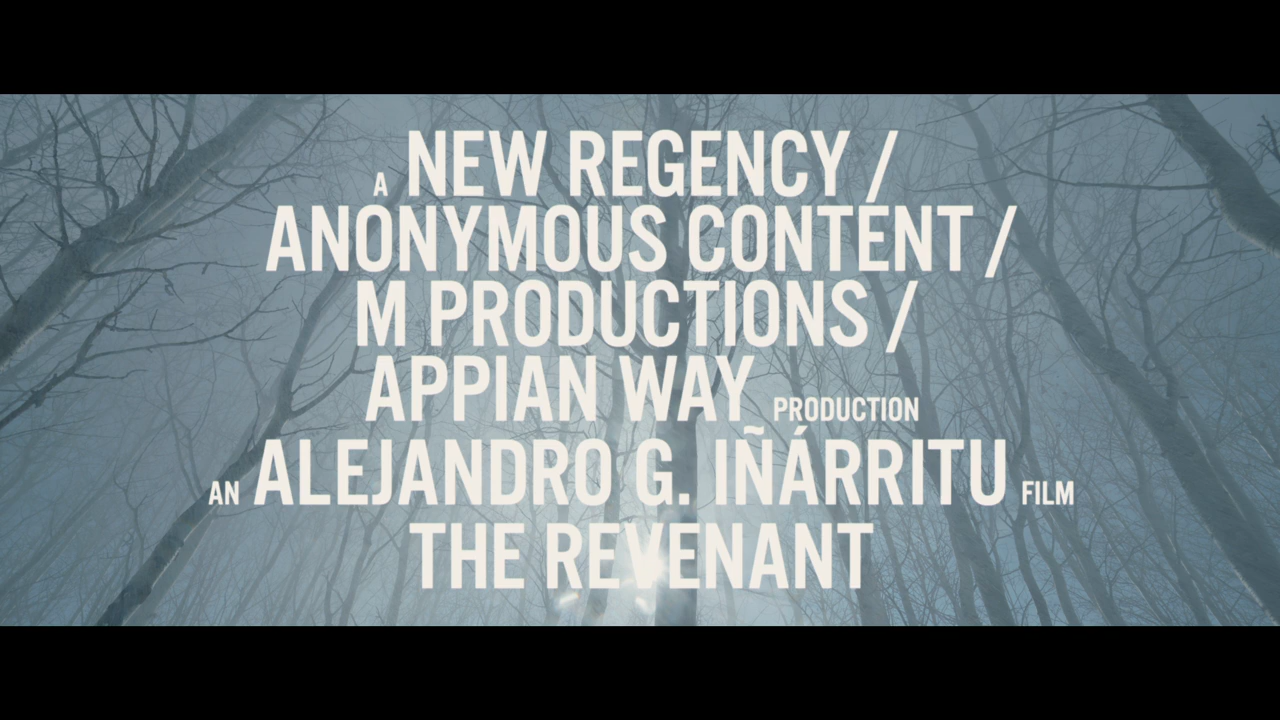 A NEW REGENCY /
ANONYMOUS CONTENT /
M PRODUCTIONS /
APPIAN WAY PRODUCTION
AN ALEJANDRO G. IÑÁRRITU FILM
THE REVENANT